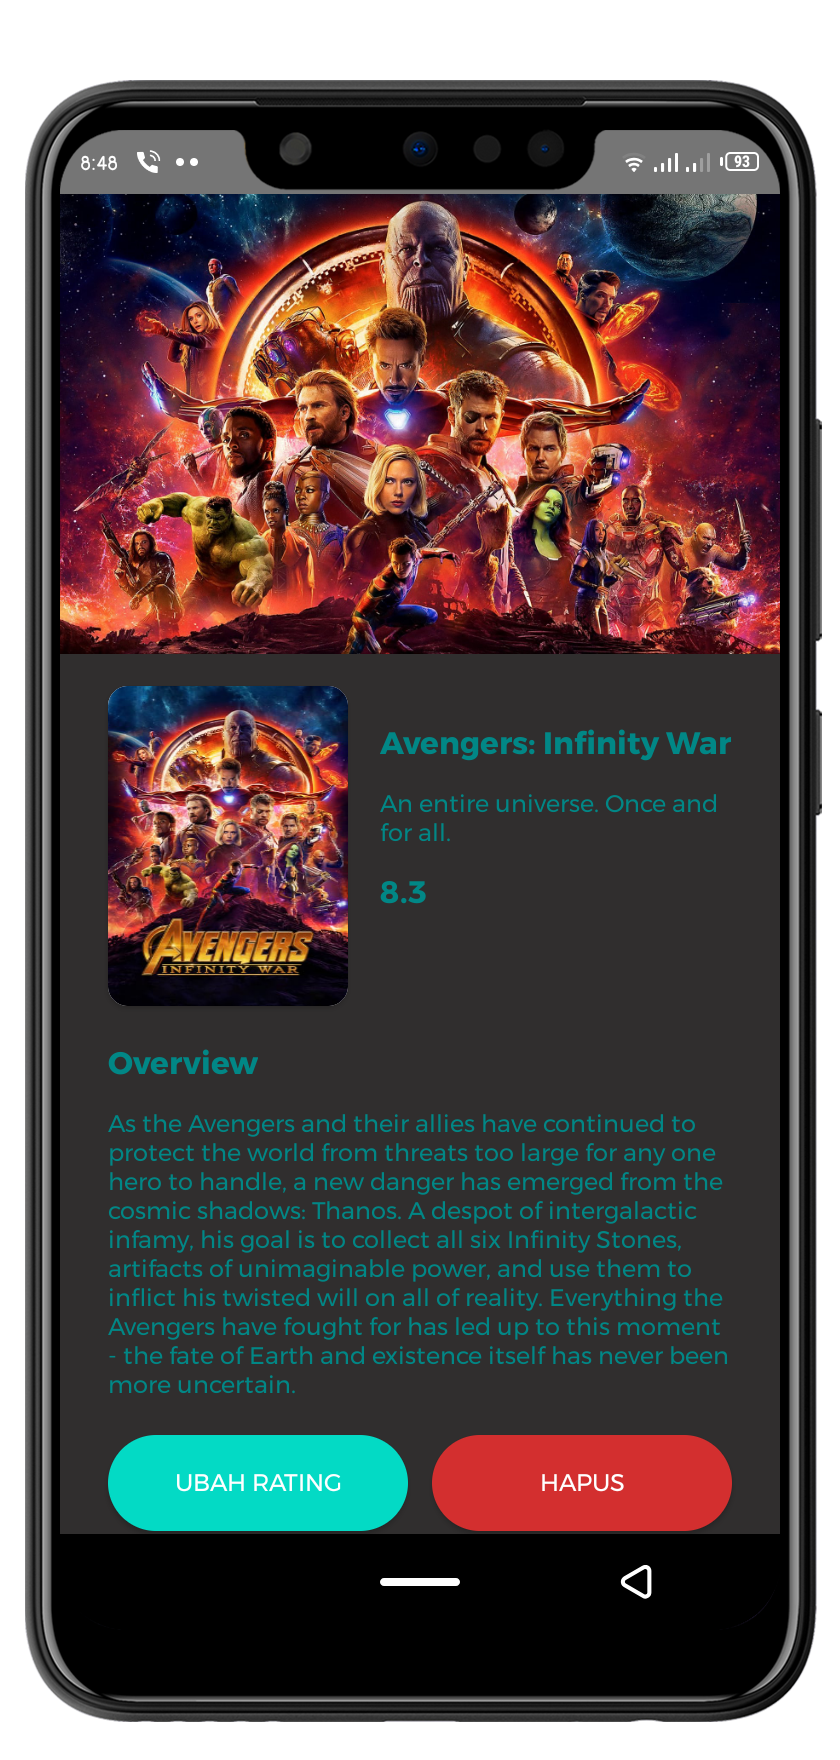 8:48
93
AVENGERS
INFINITY WAR
Avengers: Infinity War
An entire universe. Once and
for all.
8.3
Overview
As the Avengers and their allies have continued to
protect the world from threats too large for any one
hero to handle, a new danger has emerged from the
cosmic shadows: Thanos. A despot of intergalactic
infamy, his goal is to collect all six Infinity Stones,
artifacts of unimaginable power, and use them to
inflict his twisted will on all of reality. Everything the
Avengers have fought for has led up to this moment
- the fate of Earth and existence itself has never been
more uncertain.
UBAH RATING
HAPUS